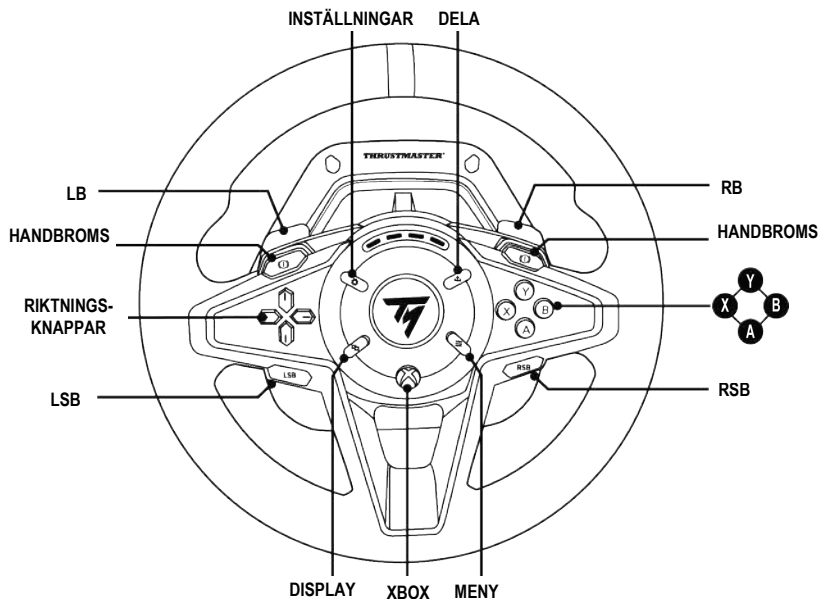 INSTÄLLNINGAR
DELA
THRUSTMASTER
LB
RB
HANDBROMS
HANDBROMS
RIKTNINGS-
KNAPPAR
Y
X
B
A
Y
X
B
A
LSB
RSB
LSB
RSB
DISPLAY
XBOX
MENY